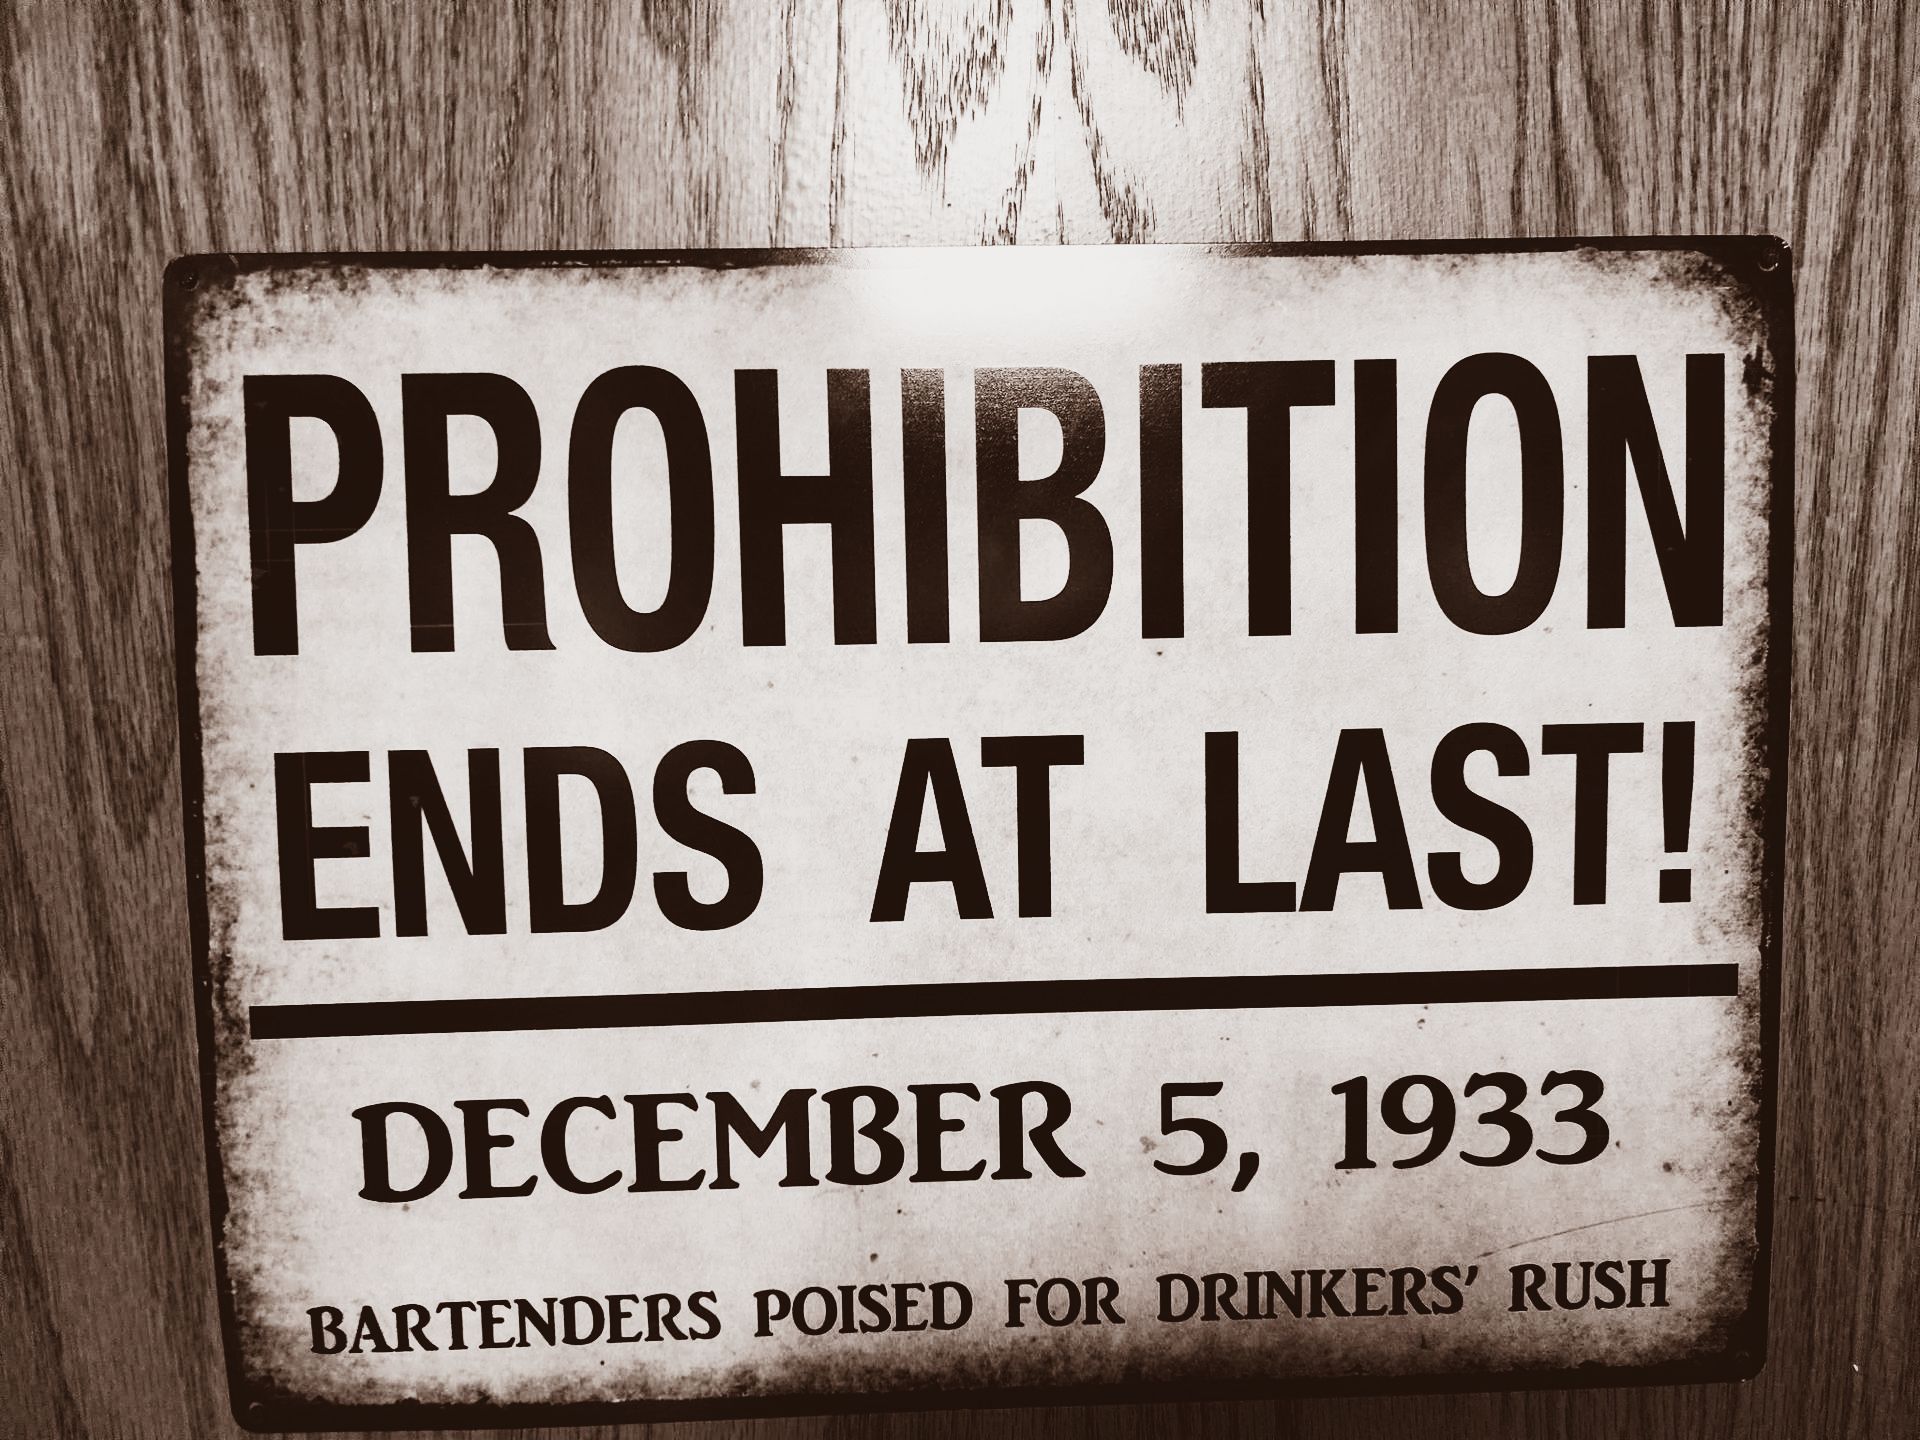 PROHIBITION
ENDS AT LAST!
DECEMBER 5, 1933
BARTENDERS POISED FOR DRINKERS' RUSH